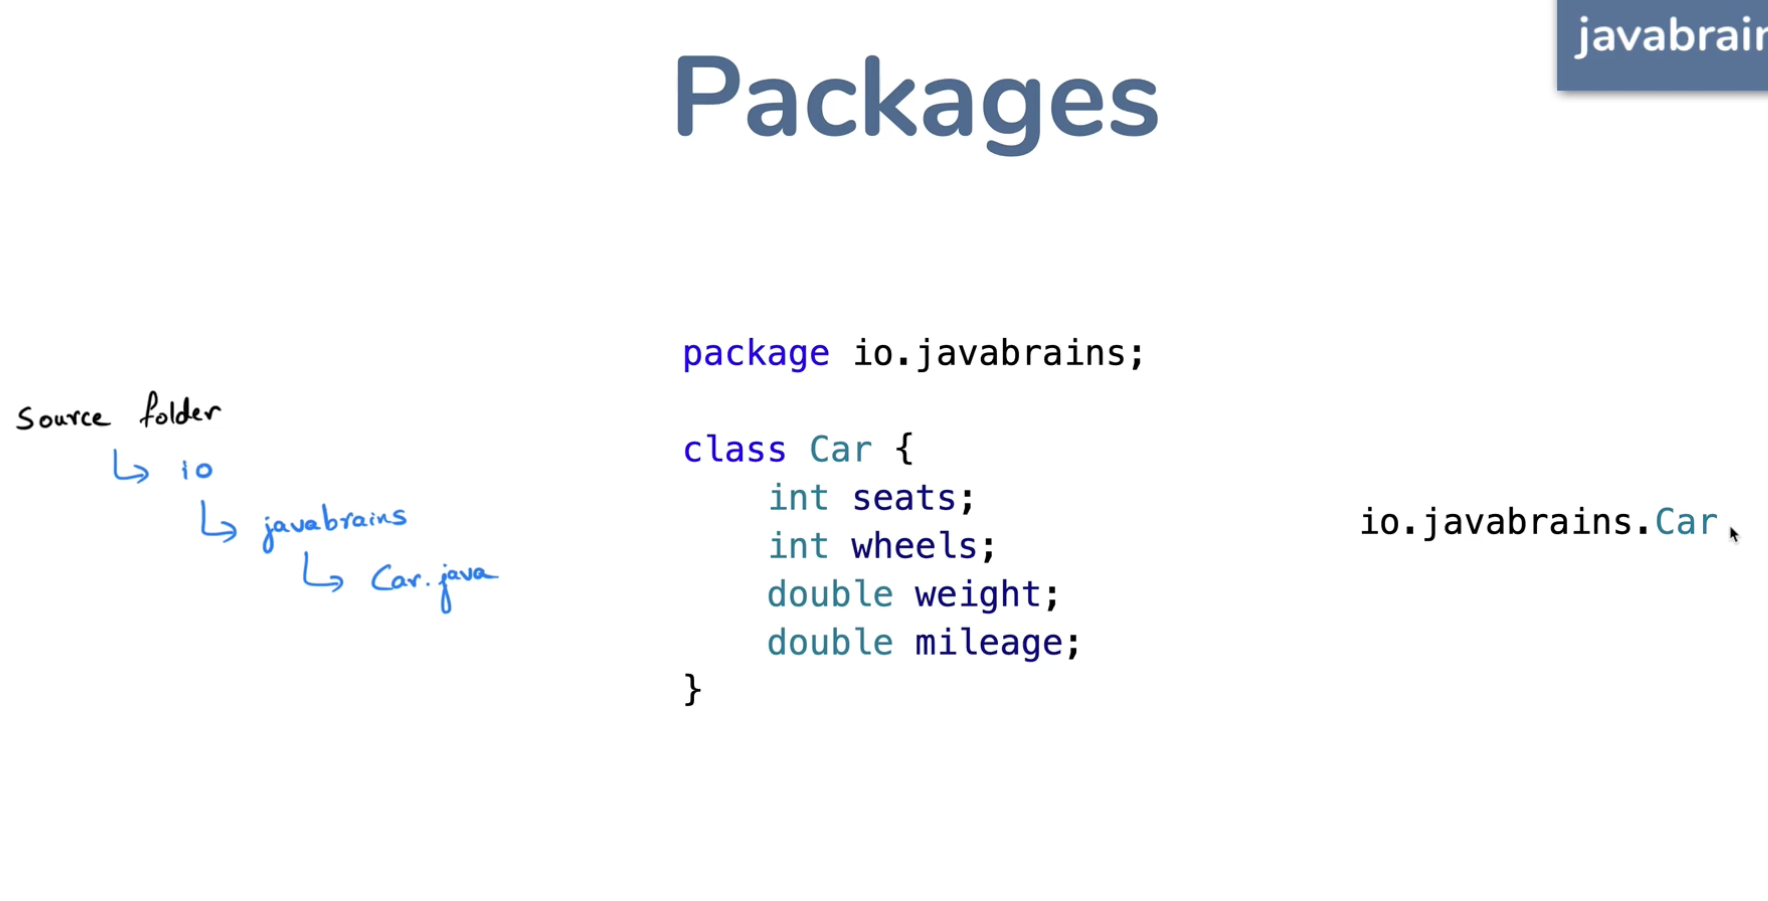 javabrain
Packages
package io.javabrains;
Source folder
↳ io
↳ javabrains
↳ Car.java
class Car {
int seats;
int wheels;
double weight;
double mileage;
}
io.javabrains.Car